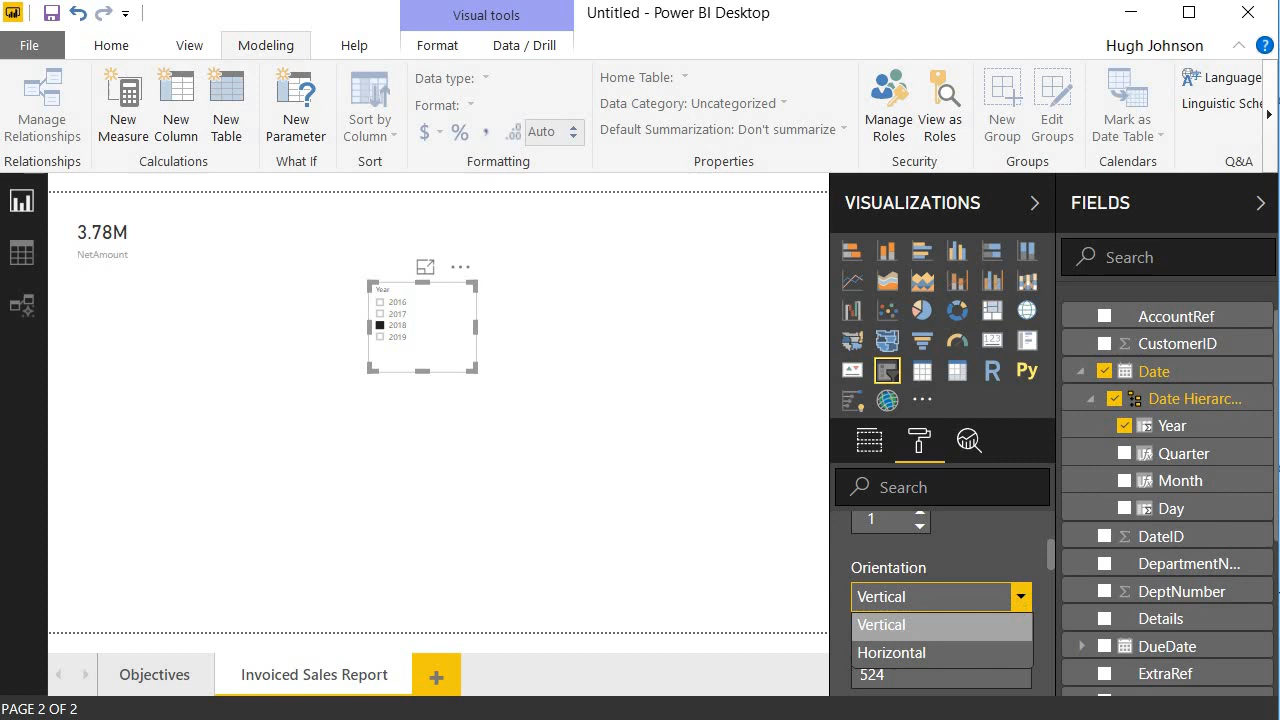 Visual tools
Untitled - Power BI Desktop
File
Home
View
Modeling
Help
Format
Data / Drill
Hugh Johnson
?
Manage
Relationships
Relationships
New
Measure
New
Column
New
Table
Calculations
New
Parameter
What If
Sort by
Column
Sort
Data type:
Format:
$ % , .00 Auto
Formatting
Home Table:
Data Category: Uncategorized
Default Summarization: Don't summarize
Properties
Manage
Roles
View as
Roles
Security
New
Group
Edit
Groups
Groups
Mark as
Date Table
Calendars
Language
Linguistic Sche
Q&A
3.78M
NetAmount
Year
2016
2017
2018
2019
VISUALIZATIONS
123
R
Py
Search
1
Orientation
Vertical
Vertical
Horizontal
524
FIELDS
Search
AccountRef
Σ CustomerID
Date
Date Hierarc...
Year
Quarter
Month
Day
Σ DateID
DepartmentN...
Σ DeptNumber
Details
DueDate
ExtraRef
Objectives
Invoiced Sales Report
+
PAGE 2 OF 2